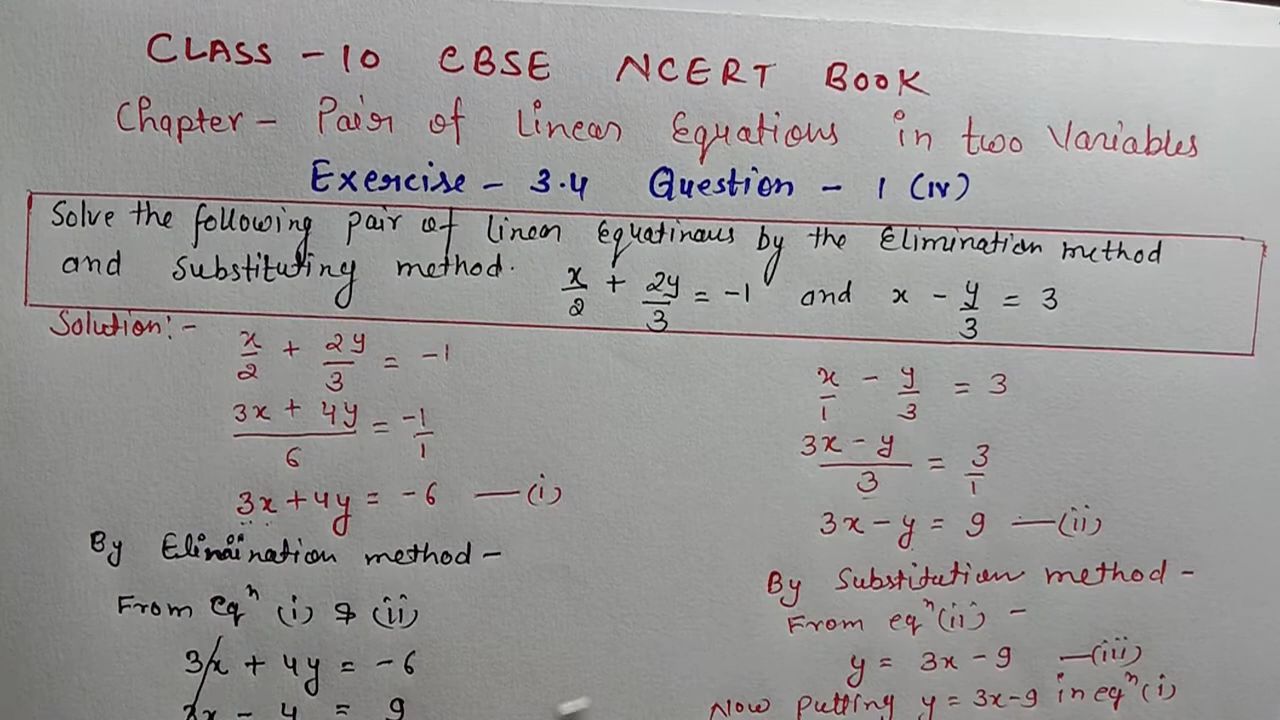 CLASS - 10 CBSE NCERT BOOK
Chapter - Pair of Linear Equations in two Variables
Exercise - 3.4 Question - 1 (iv)
Solve the following pair of linear Equatinous by the Elimination method
and substituting method. x/2 + 2y/3 = -1 and x - y/3 = 3
Solution:-
x/2 + 2y/3 = -1
(3x + 4y)/6 = -1/1
3x + 4y = -6 —(i)
By Elimination method -
From eqⁿ (i) & (ii)
3x + 4y = -6
3x - y = 9
x/1 - y/3 = 3
(3x - y)/3 = 3/1
3x - y = 9 —(ii)
By Substitution method -
From eqⁿ (ii) -
y = 3x - 9 —(iii)
Now putting y = 3x-9 in eqⁿ (i)